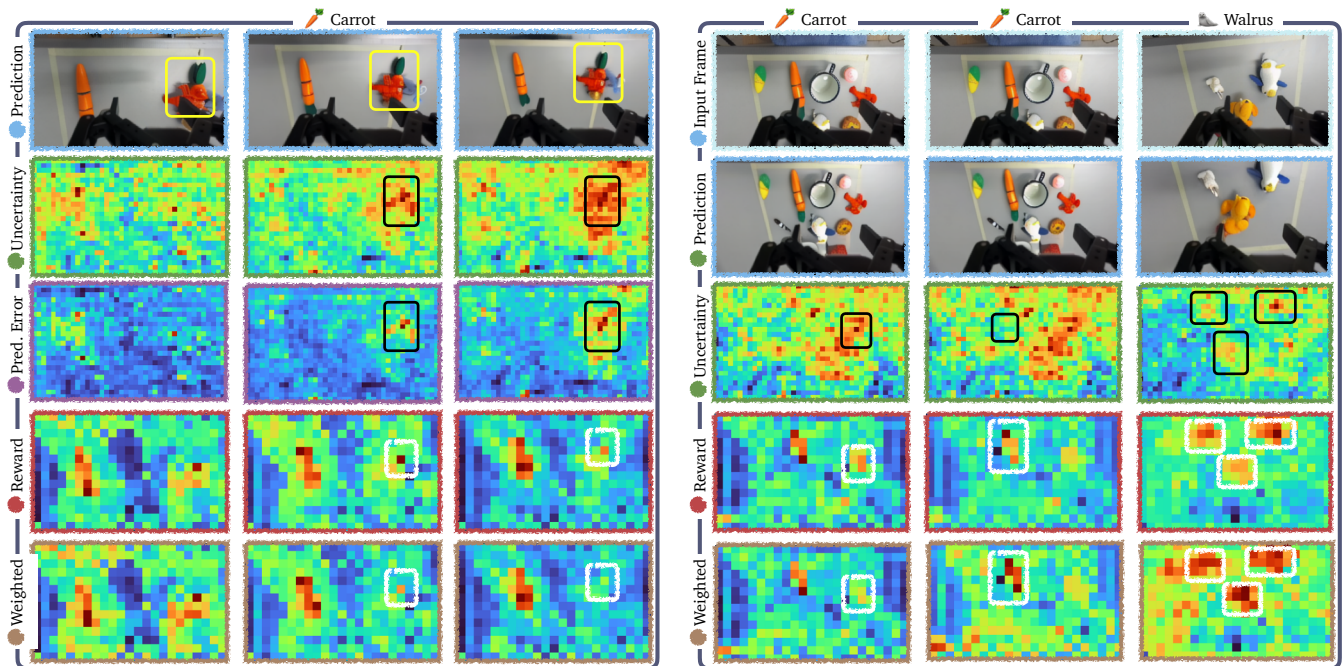 Carrot
Prediction
Uncertainty
Pred. Error
Reward
Weighted
Carrot
Carrot
Walrus
Input Frame
Prediction
Uncertainty
Reward
Weighted